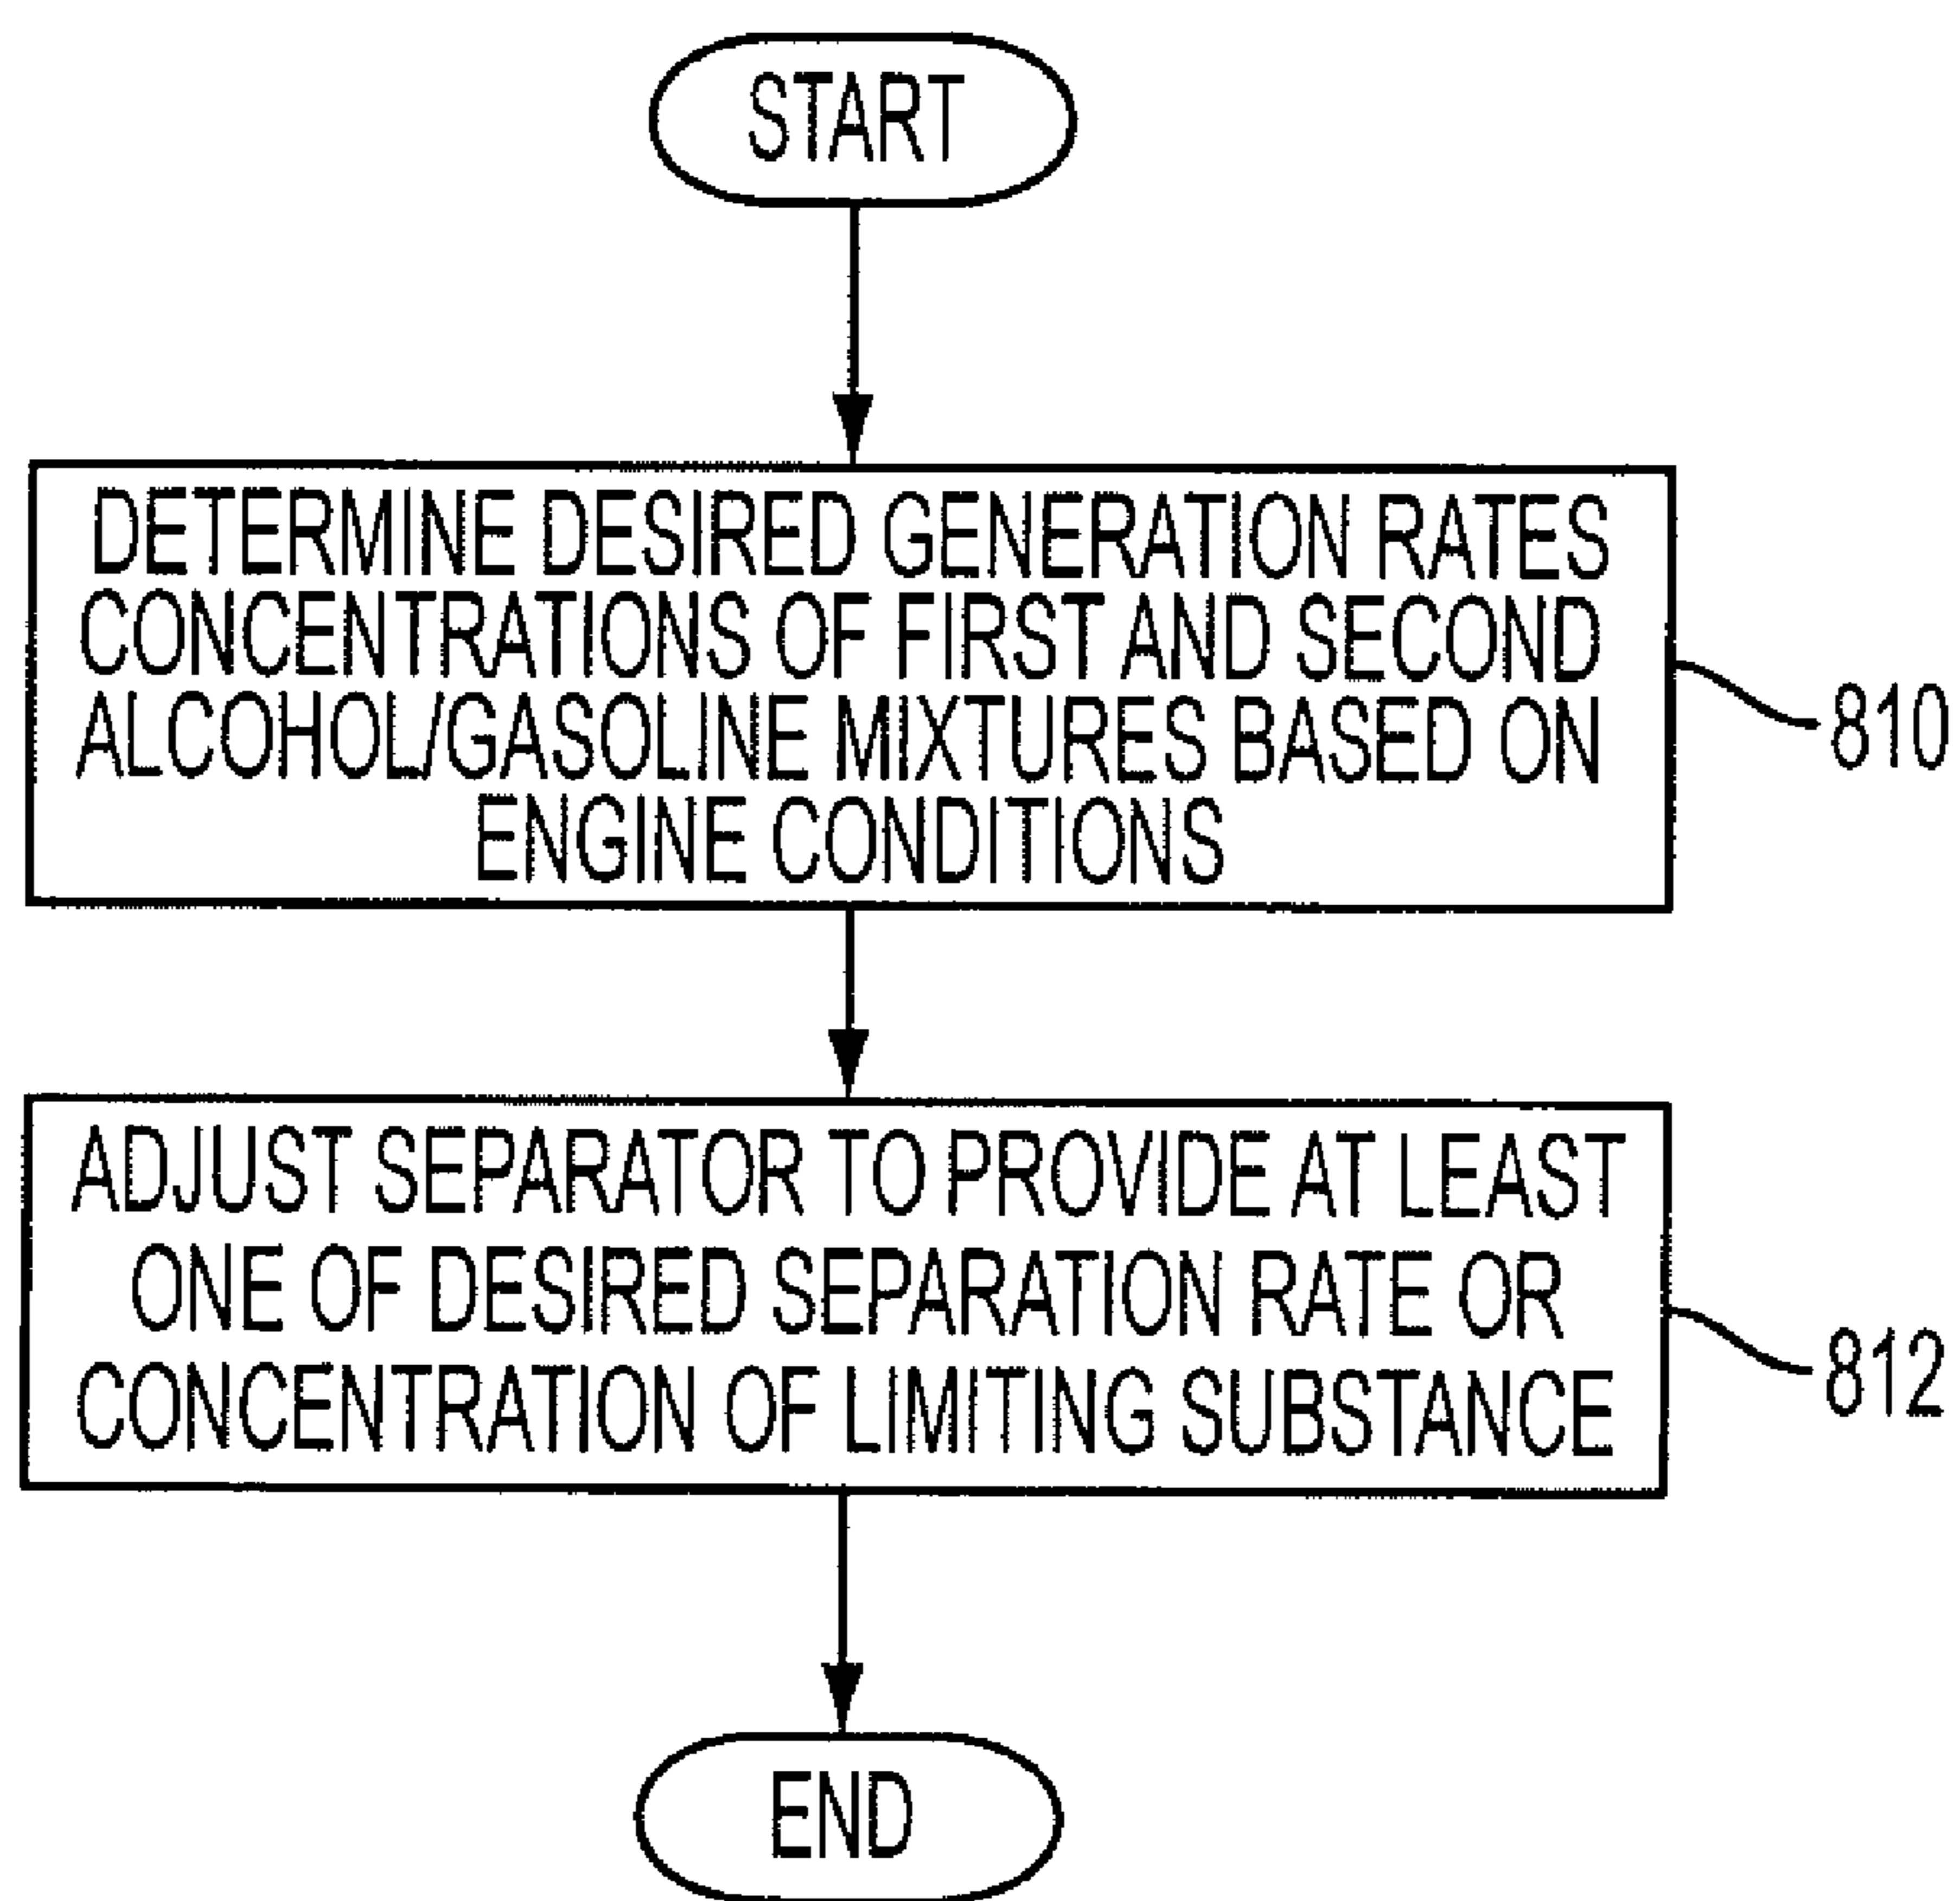 START
DETERMINE DESIRED GENERATION RATES
CONCENTRATIONS OF FIRST AND SECOND
ALCOHOL/GASOLINE MIXTURES BASED ON
ENGINE CONDITIONS
810
ADJUST SEPARATOR TO PROVIDE AT LEAST
ONE OF DESIRED SEPARATION RATE OR
CONCENTRATION OF LIMITING SUBSTANCE
812
END